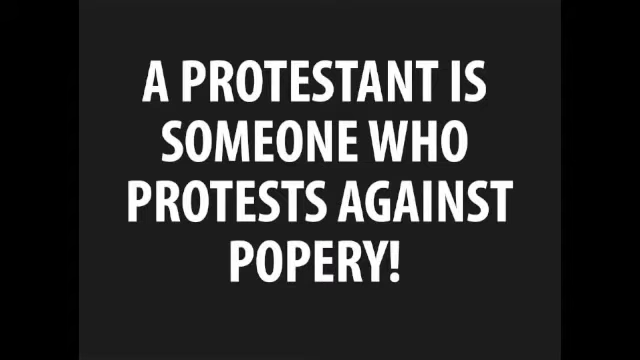 A PROTESTANT IS
SOMEONE WHO
PROTESTS AGAINST
POPERY!